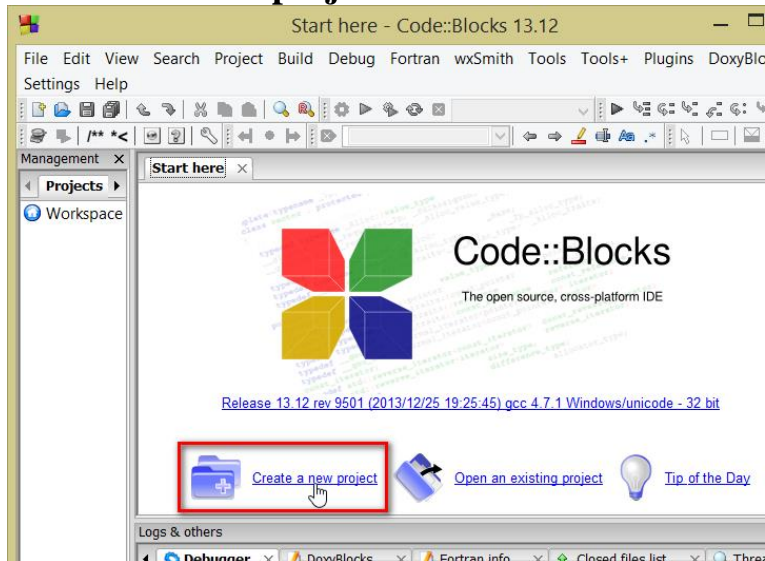 Start here - Code::Blocks 13.12
File Edit View Search Project Build Debug Fortran wxSmith Tools Tools+ Plugins DoxyBlo
Settings Help
/** *<
Management
Projects
Start here
Workspace
Code::Blocks
The open source, cross-platform IDE
Release 13.12 rev 9501 (2013/12/25 19:25:45) gcc 4.7.1 Windows/unicode - 32 bit
Create a new project
Open an existing project
Tip of the Day
Logs & others
Debugger
DoxyBlocks
Fortran info
Closed files list
Threa